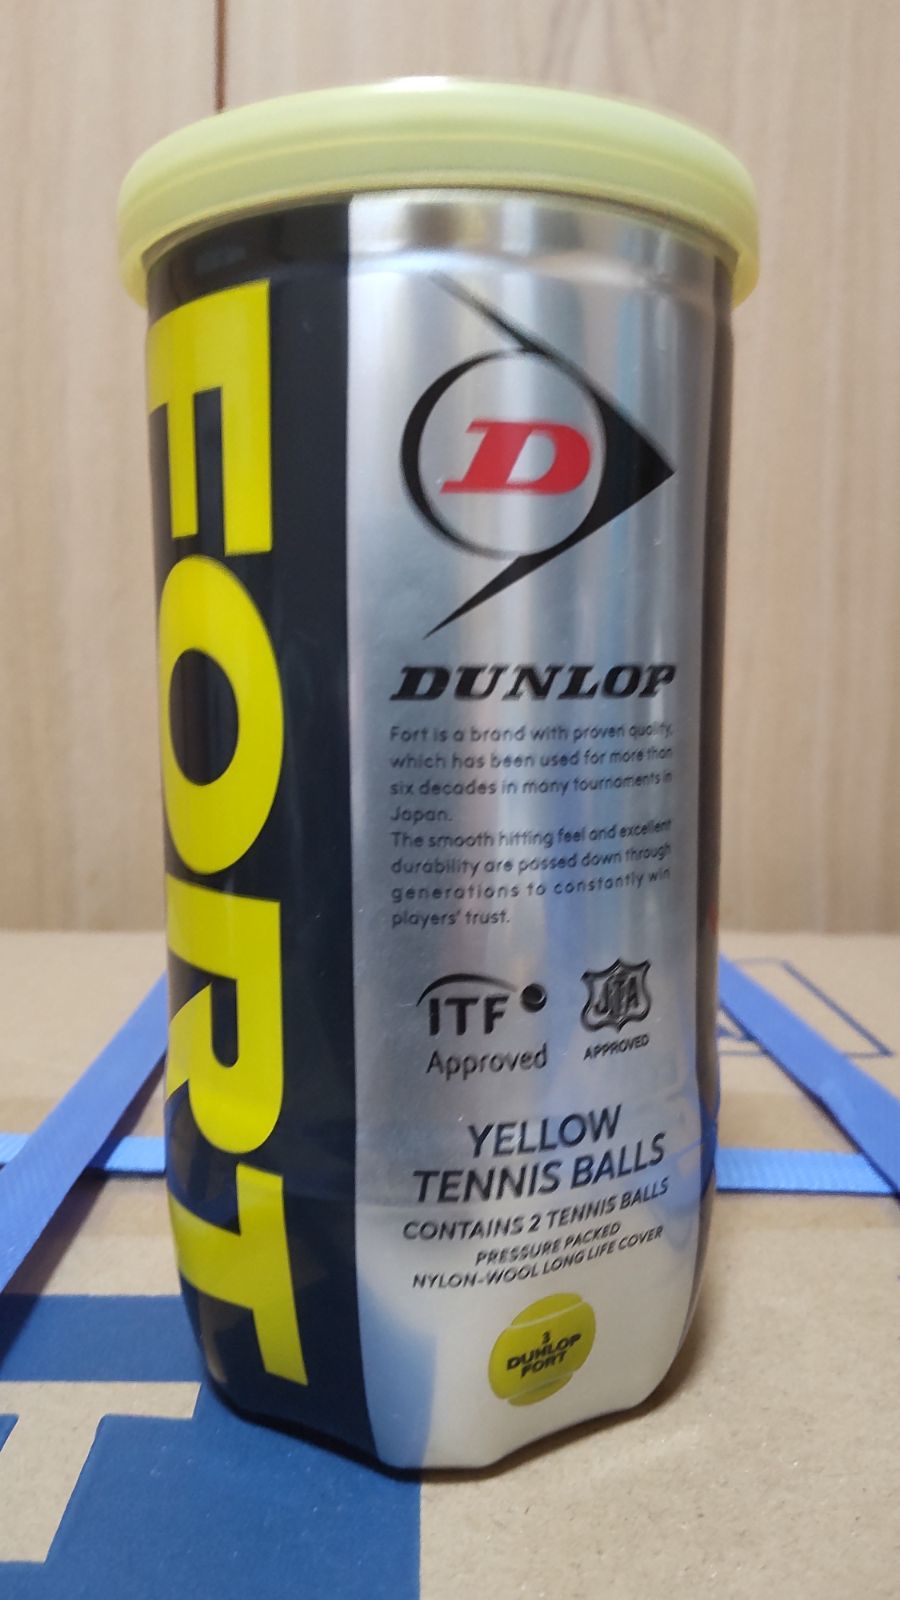 FORT
D
DUNLOP
Fort is a brand with proven quality,
which has been used for more than
six decades in many tournaments in
Japan.
The smooth hitting feel and excellent
durability are passed down through
generations to constantly win
players' trust.
ITF
Approved
JTA
APPROVED
YELLOW
TENNIS BALLS
CONTAINS 2 TENNIS BALLS
PRESSURE PACKED
NYLON-WOOL LONG LIFE COVER
3
DUNLOP
FORT